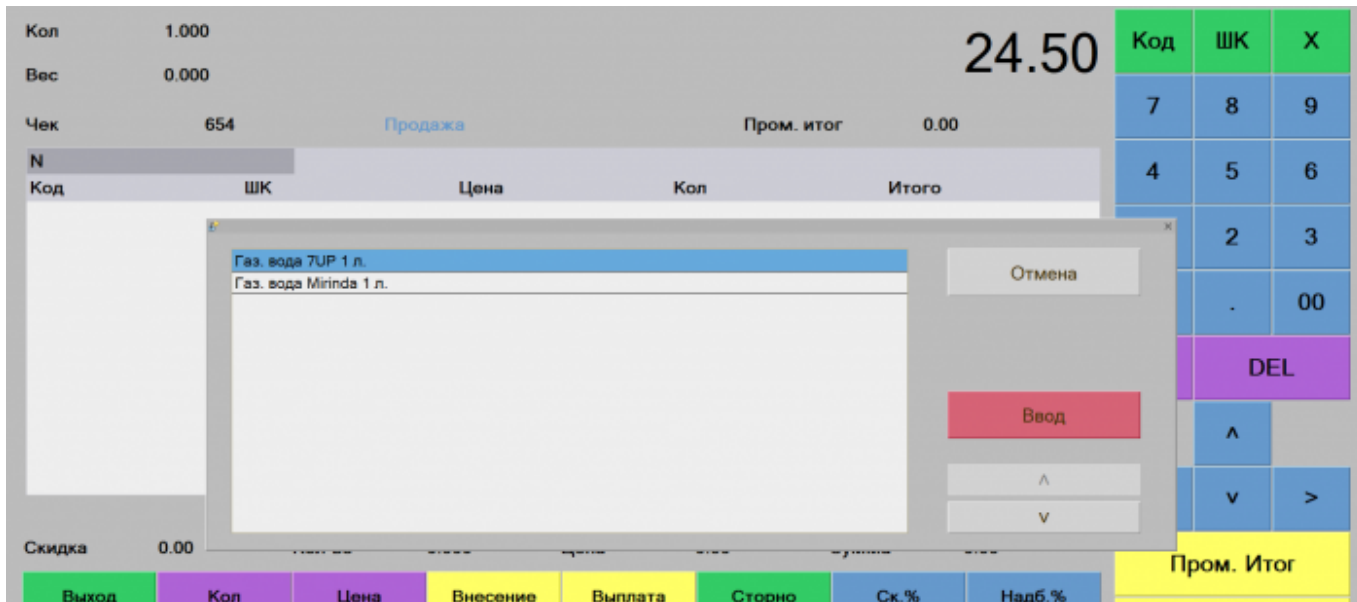 Кол 1.000
24.50
Вес 0.000
Чек 654 Продажа Пром. итог 0.00
N
Код ШК Цена Кол Итого
Газ. вода 7UP 1 л.
Газ. вода Mirinda 1 л.
Отмена
Ввод
^
v
Скидка 0.00
Выход Кол Цена Внесение Выплата Сторно Ск.% Надб.%
Код ШК X
7 8 9
4 5 6
2 3
. 00
DEL
^
v >
Пром. Итог